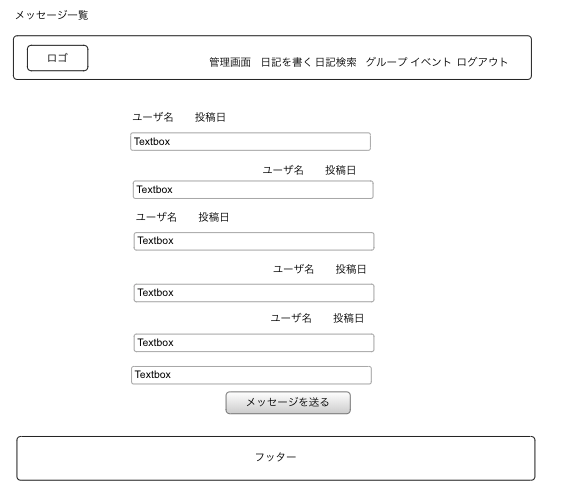 メッセージ一覧
ロゴ
管理画面 日記を書く 日記検索 グループ イベント ログアウト
ユーザ名 投稿日
Textbox
ユーザ名 投稿日
Textbox
ユーザ名 投稿日
Textbox
ユーザ名 投稿日
Textbox
ユーザ名 投稿日
Textbox
Textbox
メッセージを送る
フッター